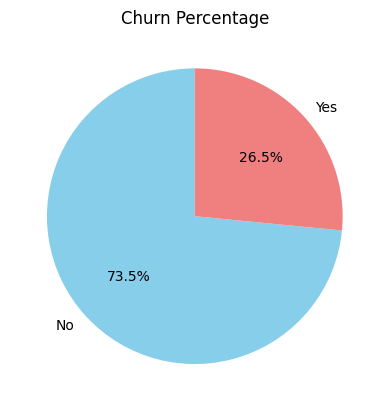 Churn Percentage
Yes
26.5%
73.5%
No